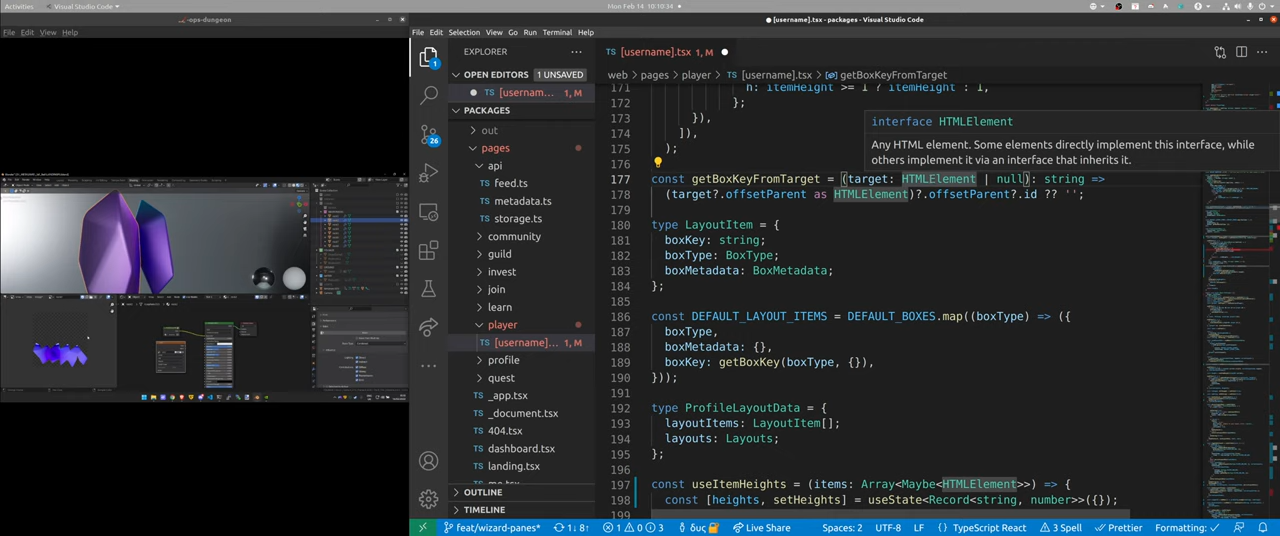 Activities
Visual Studio Code
Mon Feb 14, 10:10:34
-ops-dungeon
File Edit View Help
[username].tsx - packages - Visual Studio Code
File Edit Selection View Go Run Terminal Help
EXPLORER
OPEN EDITORS
1 UNSAVED
TS [usernam... 1, M
PACKAGES
out
pages
api
TS feed.ts
TS metadata.ts
TS storage.ts
community
guild
invest
join
learn
player
TS [username]... 1, M
profile
quest
TS _app.tsx
TS _document.tsx
TS 404.tsx
TS dashboard.tsx
TS landing.tsx
OUTLINE
TIMELINE
1
26
TS [username].tsx 1, M
web > pages > player > TS [username].tsx > getBoxKeyFromTarget
171 h: itemHeight >= 1 ? itemHeight : 1,
172 };
173 }),
174 ]),
175 );
176
interface HTMLElement
Any HTML element. Some elements directly implement this interface, while
others implement it via an interface that inherits it.
177 const getBoxKeyFromTarget = (target: HTMLElement | null): string =>
178 (target?.offsetParent as HTMLElement)?.offsetParent?.id ?? '';
179
180 type LayoutItem = {
181 boxKey: string;
182 boxType: BoxType;
183 boxMetadata: BoxMetadata;
184 };
185
186 const DEFAULT_LAYOUT_ITEMS = DEFAULT_BOXES.map((boxType) => ({
187 boxType,
188 boxMetadata: {},
189 boxKey: getBoxKey(boxType, {}),
190 }));
191
192 type ProfileLayoutData = {
193 layoutItems: LayoutItem[];
194 layouts: Layouts;
195 };
196
197 const useItemHeights = (items: Array<Maybe<HTMLElement>>) => {
198 const [heights, setHeights] = useState<Record<string, number>>({});
199
feat/wizard-panes* 1↓ 8↑ 1 0 3 δυς Live Share Spaces: 2 UTF-8 LF TypeScript React 3 Spell Prettier Formatting: